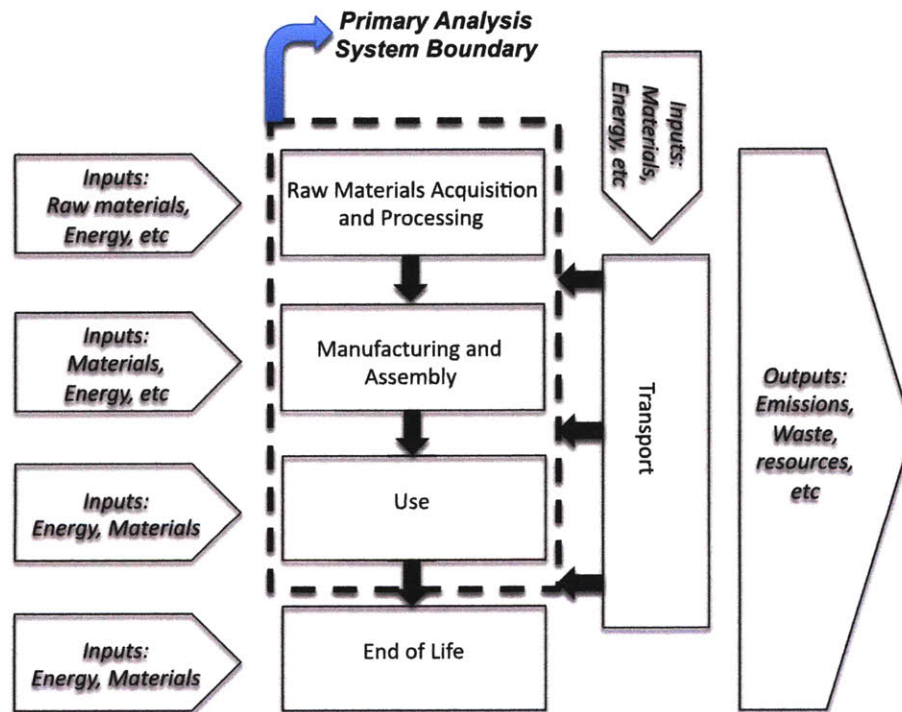 Primary Analysis
System Boundary
Inputs:
Raw materials,
Energy, etc
Raw Materials Acquisition
and Processing
Inputs:
Materials,
Energy, etc
Inputs:
Materials,
Energy, etc
Manufacturing and
Assembly
Transport
Outputs:
Emissions,
Waste,
resources,
etc
Inputs:
Energy, Materials
Use
Inputs:
Energy, Materials
End of Life